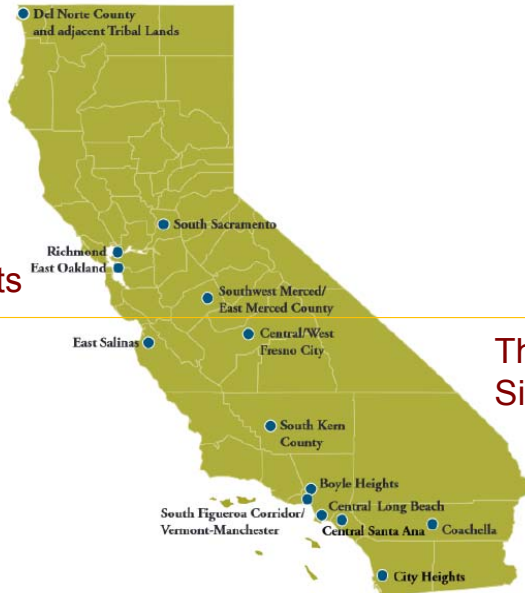 Del Norte County
and adjacent Tribal Lands
South Sacramento
Richmond
East Oakland
ts
Southwest Merced/
East Merced County
East Salinas
Central/West
Fresno City
Th
Si
South Kern
County
Boyle Heights
South Figueroa Corridor/
Vermont-Manchester
Central Long Beach
Central Santa Ana
Coachella
City Heights